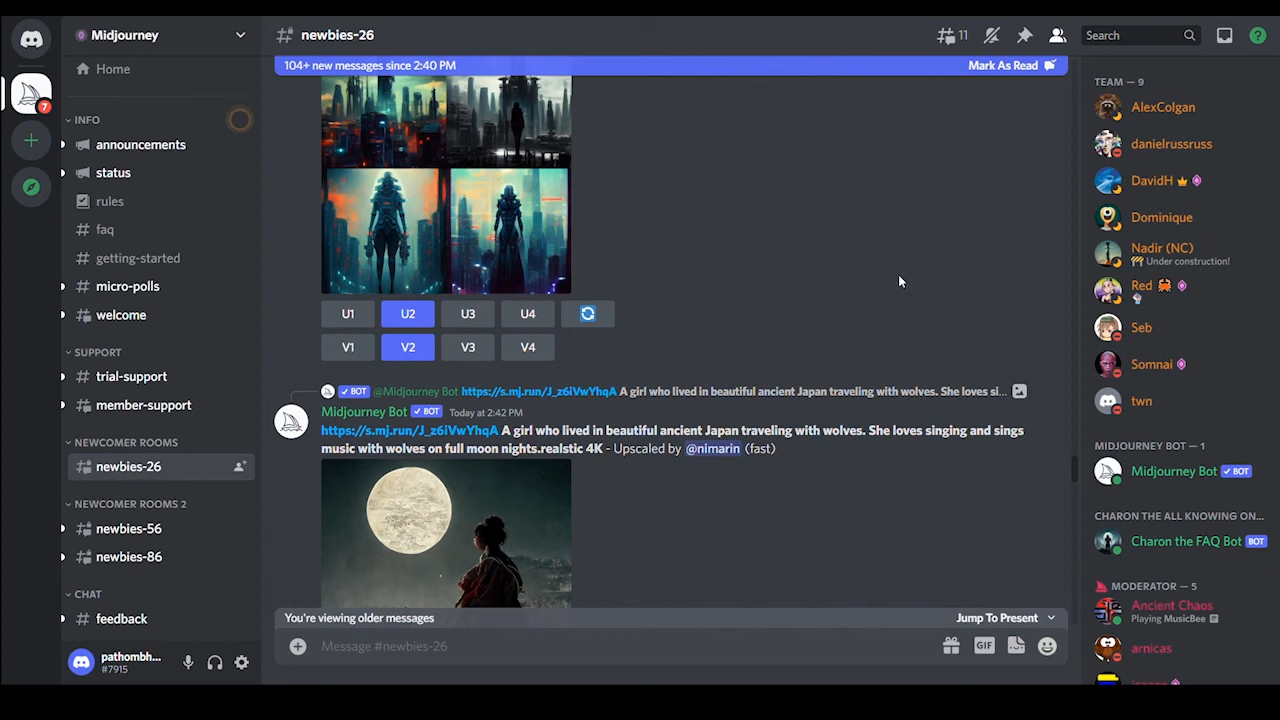 Midjourney
newbies-26
11
Search
104+ new messages since 2:40 PM
Mark As Read
7
Home
INFO
announcements
status
rules
faq
getting-started
micro-polls
welcome
SUPPORT
trial-support
member-support
NEWCOMER ROOMS
newbies-26
NEWCOMER ROOMS 2
newbies-56
newbies-86
CHAT
feedback
pathombh...
#7915
U1 U2 U3 U4
V1 V2 V3 V4
BOT @Midjourney Bot https://s.mj.run/J_z6iVwYhqA A girl who lived in beautiful ancient Japan traveling with wolves. She loves si...
Midjourney Bot BOT Today at 2:42 PM
https://s.mj.run/J_z6iVwYhqA A girl who lived in beautiful ancient Japan traveling with wolves. She loves singing and sings
music with wolves on full moon nights.realstic 4K - Upscaled by @nimarin (fast)
You're viewing older messages
Jump To Present
Message #newbies-26
GIF
TEAM — 9
AlexColgan
danielrussruss
DavidH
Dominique
Nadir (NC)
Under construction!
Red
Seb
Somnai
twn
MIDJOURNEY BOT — 1
Midjourney Bot BOT
CHARON THE ALL KNOWING ON...
Charon the FAQ Bot BOT
MODERATOR — 5
Ancient Chaos
Playing MusicBee
arnicas